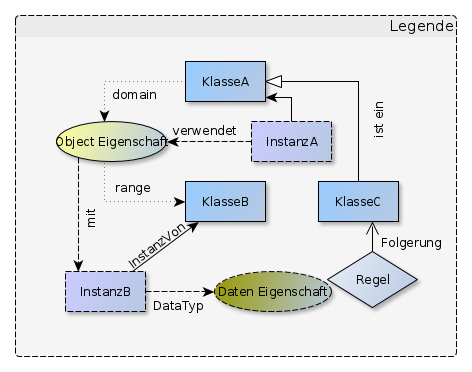 Legende
KlasseA
domain
ist ein
Object Eigenschaft
verwendet
InstanzA
range
KlasseB
KlasseC
mit
InstanzVon
Folgerung
InstanzB
Daten Eigenschaft
Regel
DataTyp